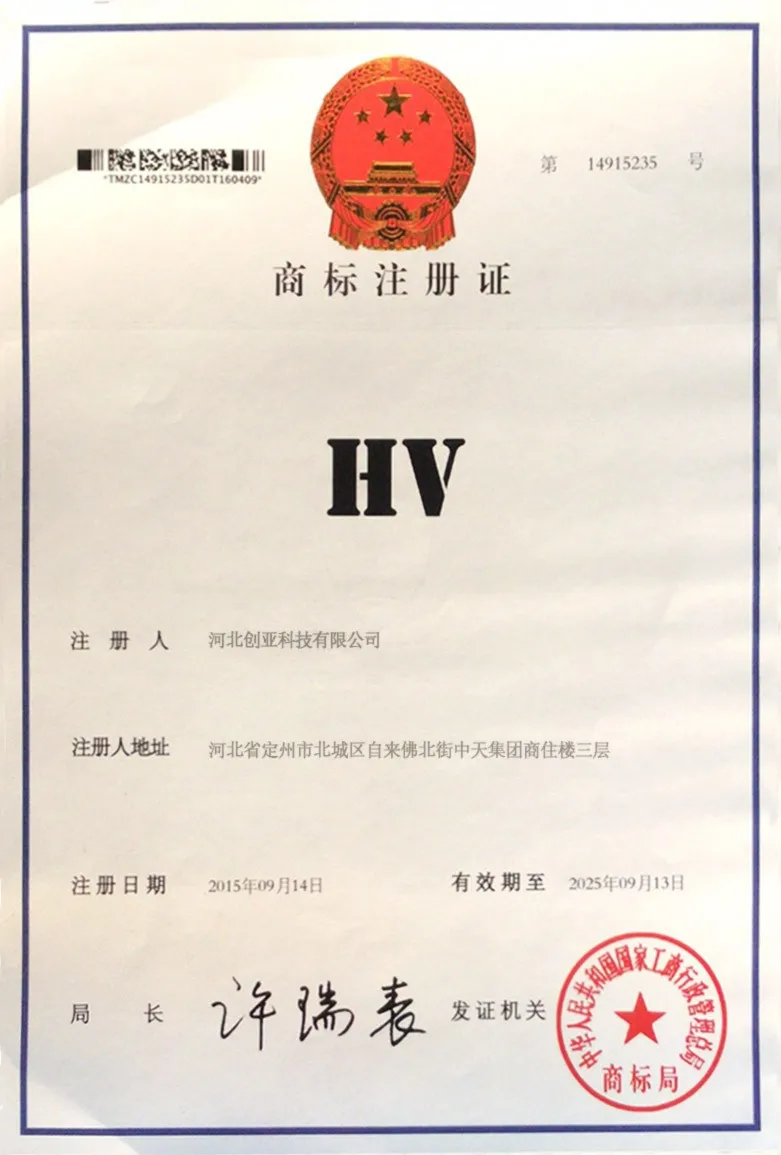 *TMZC14915235D01T160409*
第 14915235 号
商标注册证
HV
注册人 河北创亚科技有限公司
注册人地址 河北省定州市北城区自来佛北街中天集团商住楼三层
注册日期 2015年09月14日 有效期至 2025年09月13日
局长 许瑞表 发证机关
中华人民共和国国家工商行政管理总局
商标局